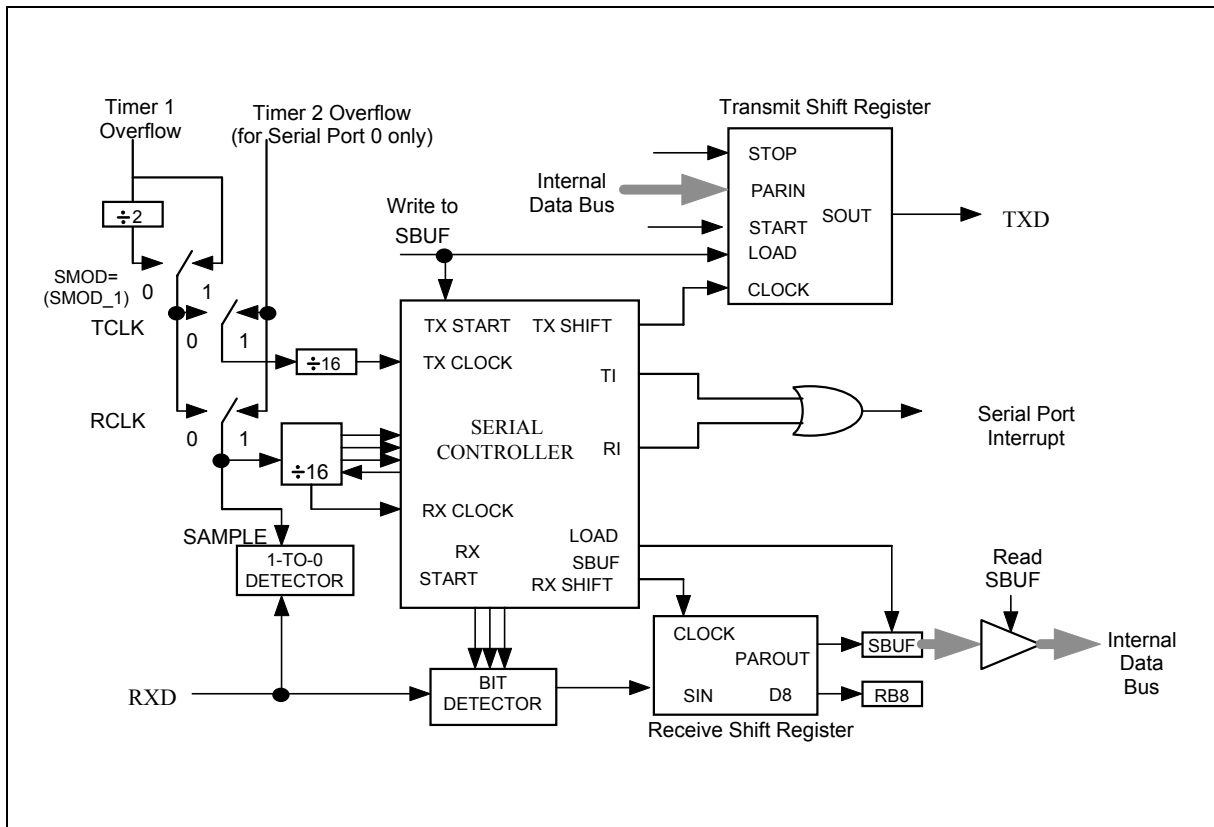 Timer 1
Overflow
Timer 2 Overflow
(for Serial Port 0 only)
÷2
SMOD=
(SMOD_1)
0
1
TCLK
0
1
÷16
RCLK
0
1
÷16
SAMPLE
1-TO-0
DETECTOR
RXD
Write to
SBUF
TX START
TX SHIFT
TX CLOCK
TI
SERIAL
CONTROLLER
RI
RX CLOCK
LOAD
SBUF
RX
START
RX SHIFT
BIT
DETECTOR
Transmit Shift Register
Internal
Data Bus
STOP
PARIN
SOUT
START
LOAD
CLOCK
TXD
Serial Port
Interrupt
CLOCK
PAROUT
SIN
D8
Receive Shift Register
SBUF
RB8
Read
SBUF
Internal
Data
Bus